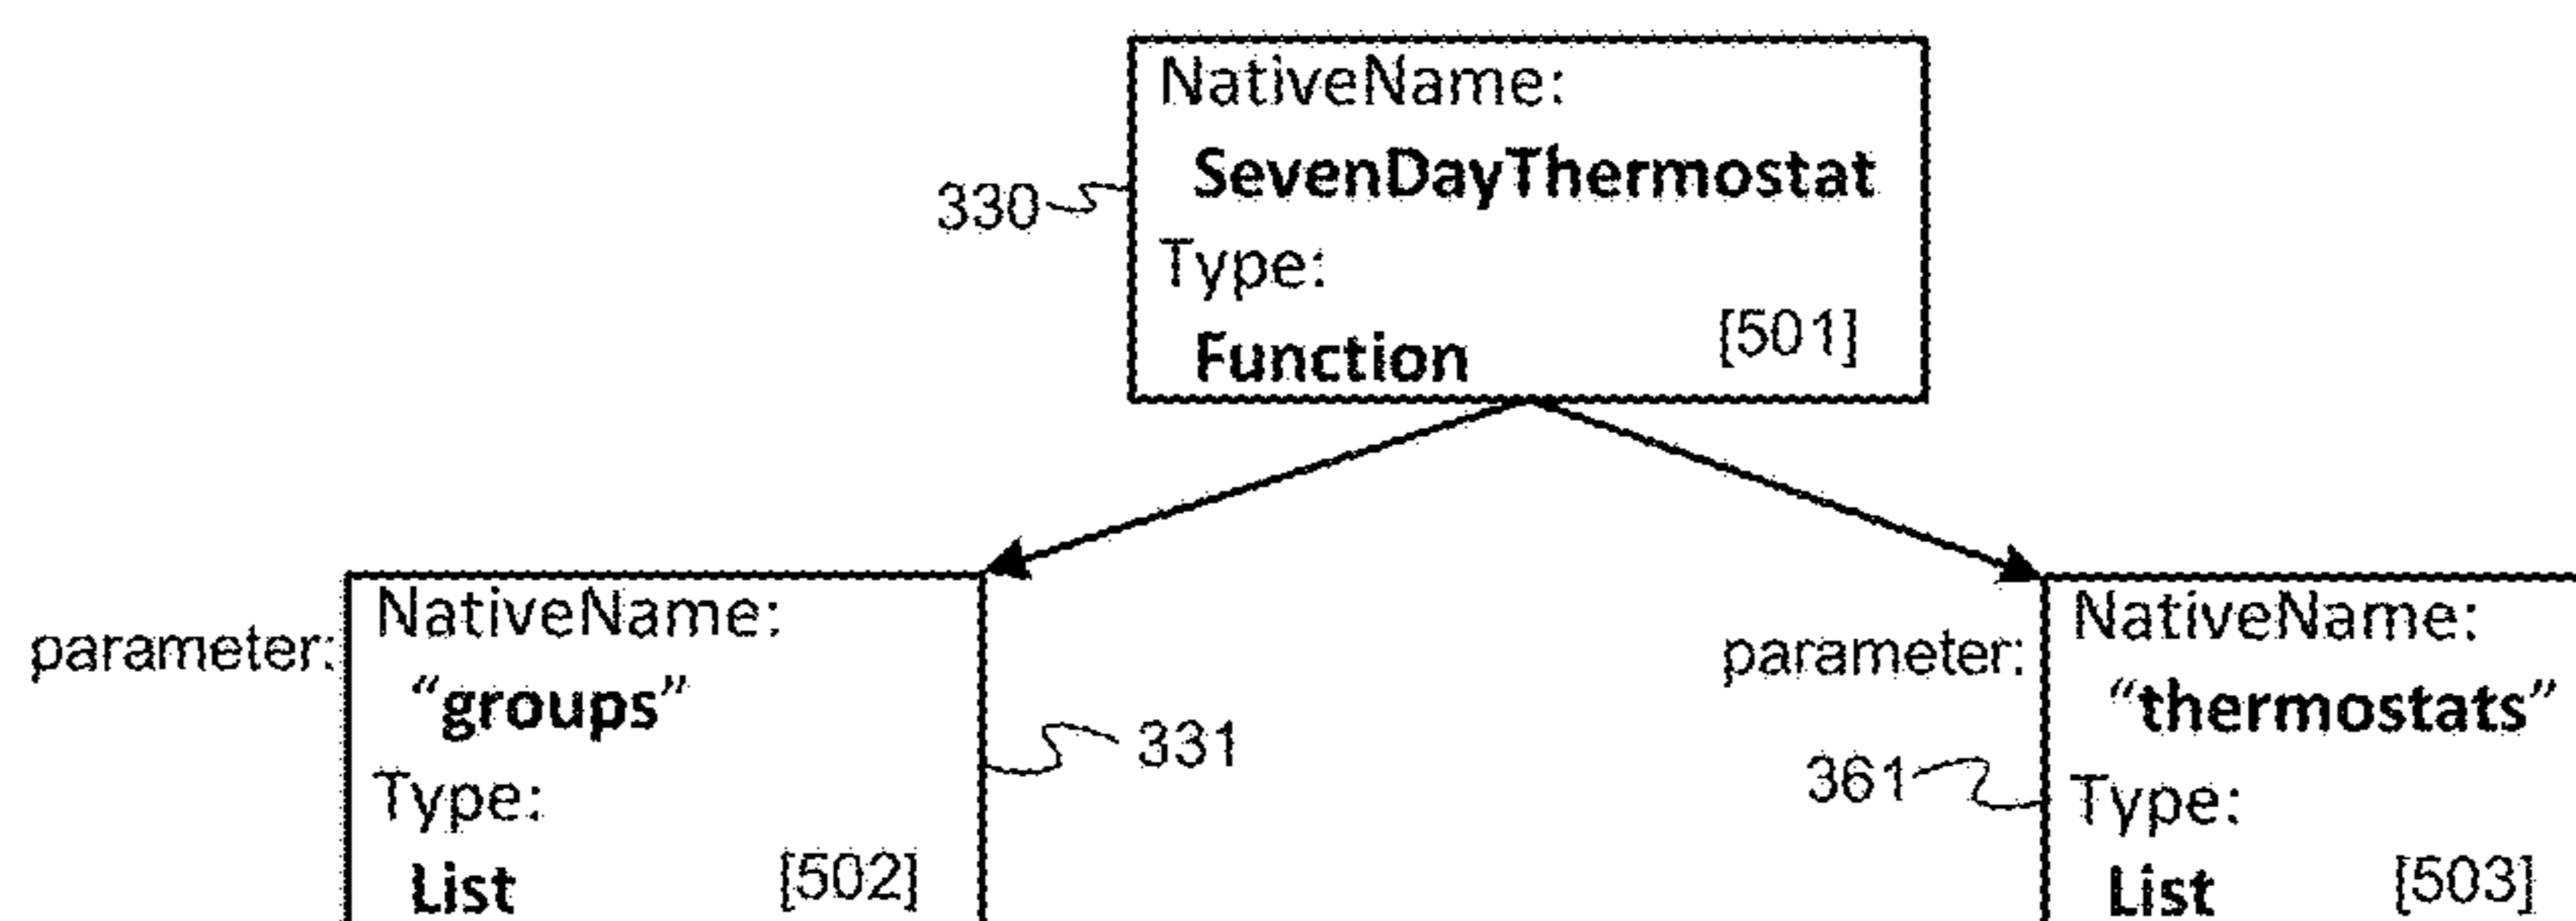 NativeName:
SevenDayThermostat
330
Type:
Function [501]
NativeName:
parameter:
“groups”
331
Type:
List [502]
NativeName:
parameter:
“thermostats”
361
Type:
List [503]